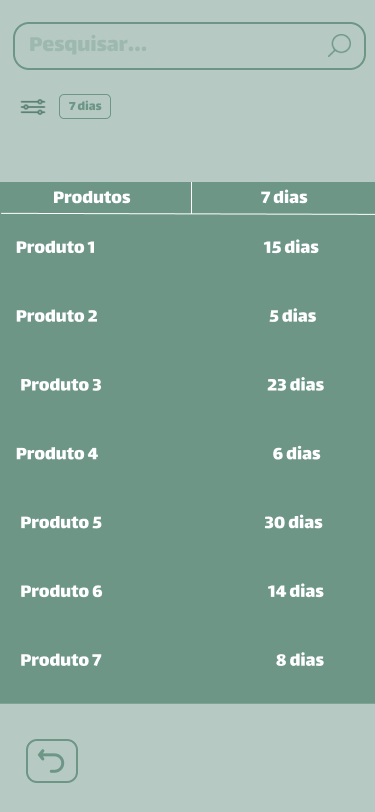 Pesquisar...
7 dias
Produtos 7 dias
Produto 1 15 dias
Produto 2 5 dias
Produto 3 23 dias
Produto 4 6 dias
Produto 5 30 dias
Produto 6 14 dias
Produto 7 8 dias